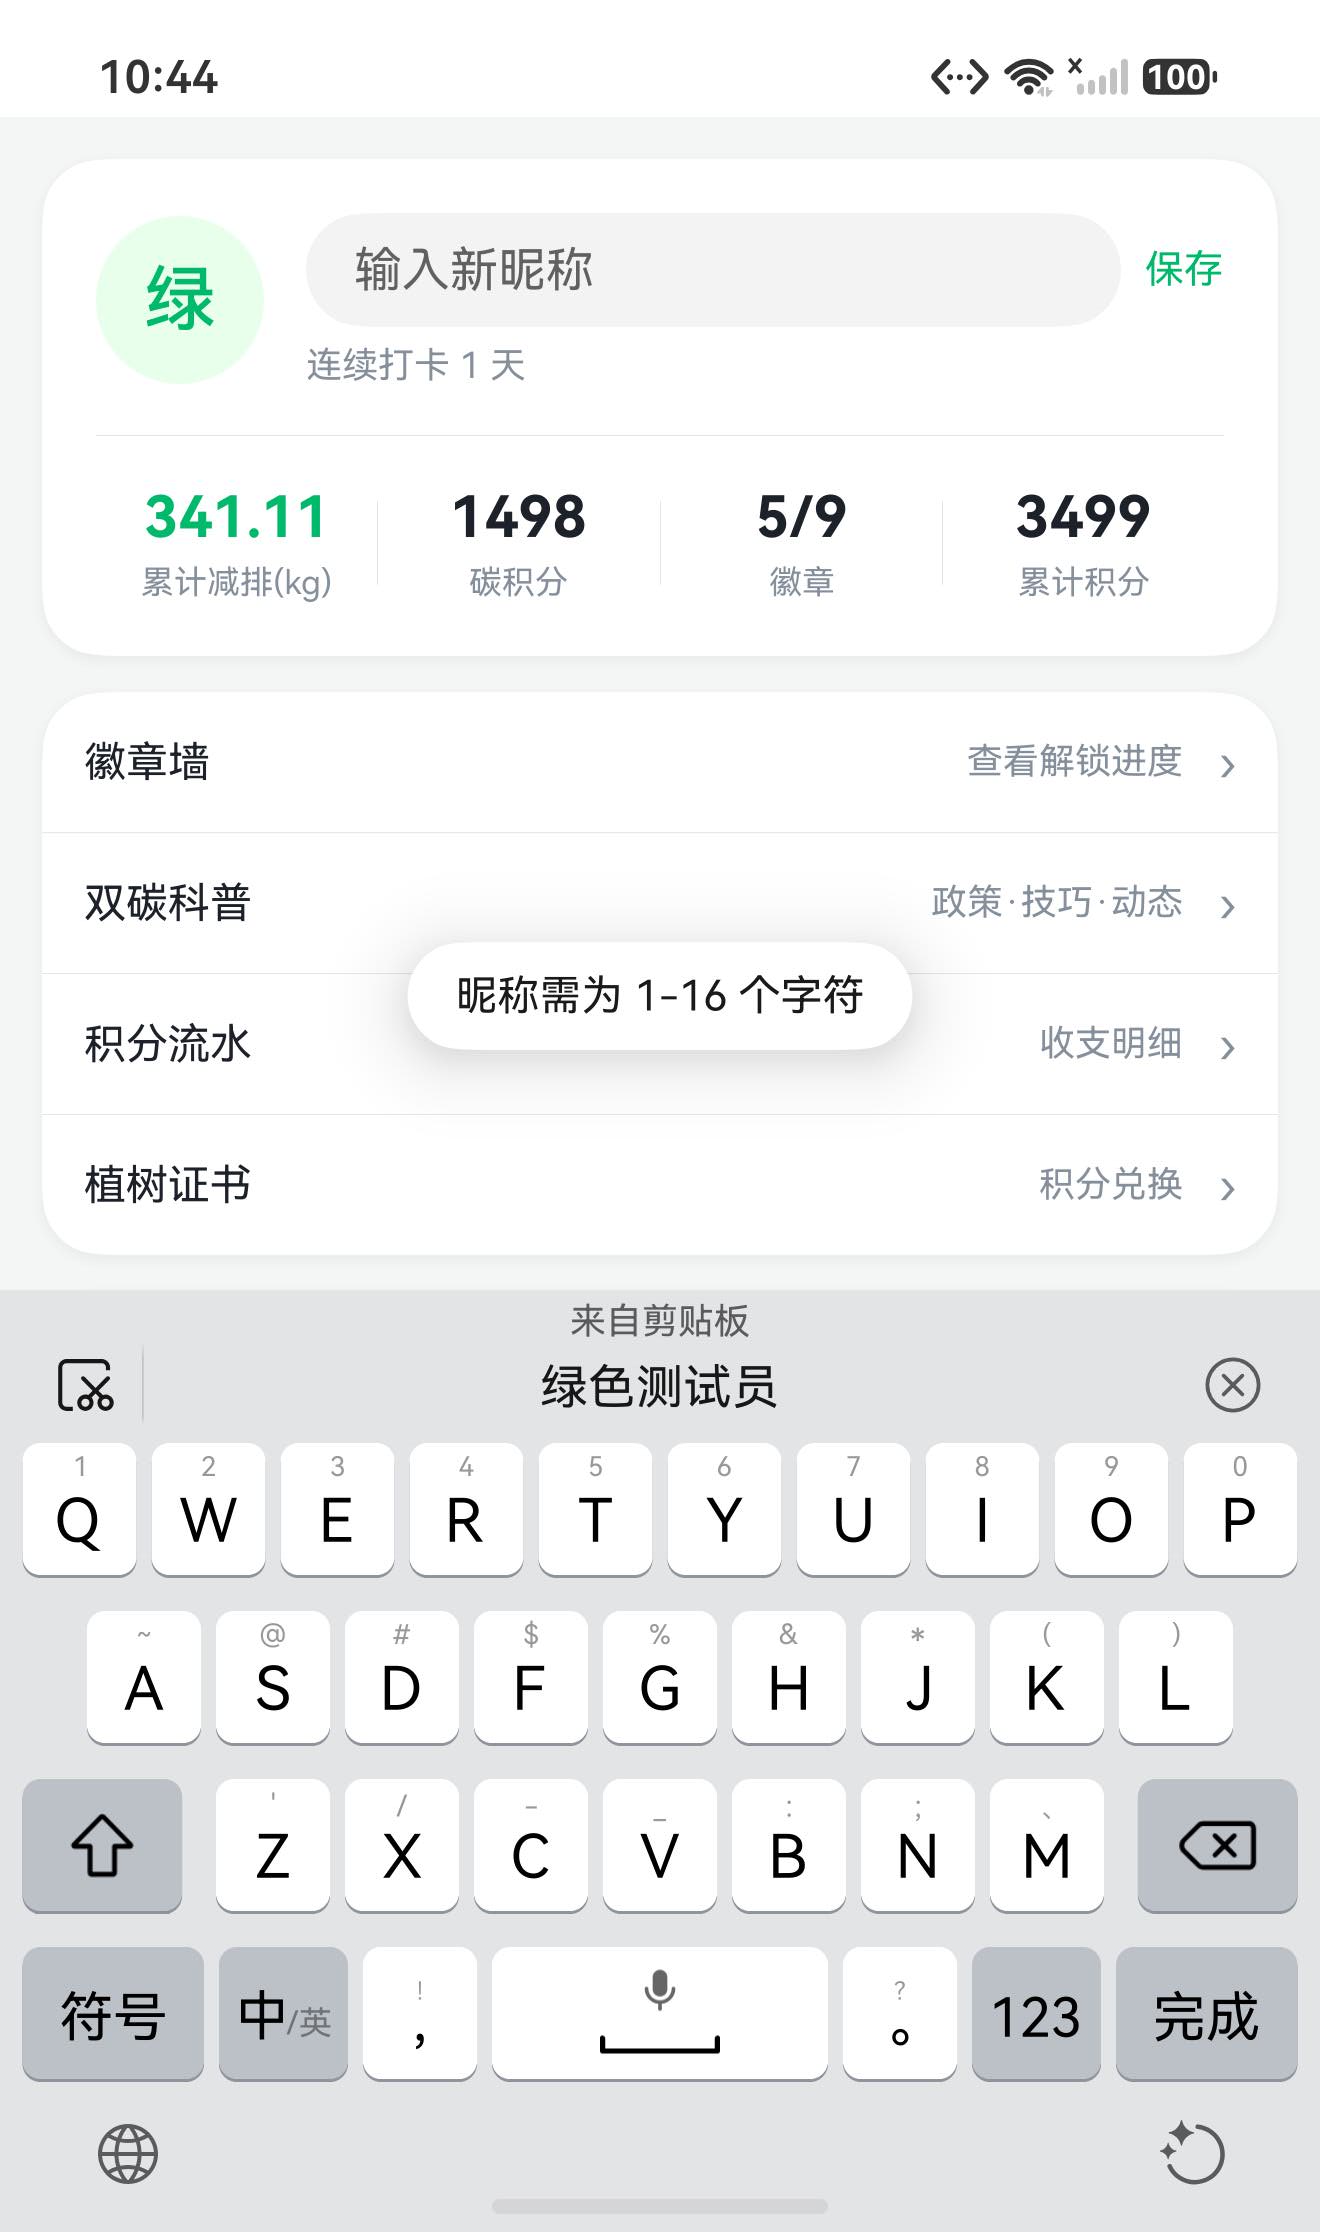 10:44
100
绿
输入新昵称
保存
连续打卡 1 天
341.11
1498
5/9
3499
累计减排(kg)
碳积分
徽章
累计积分
徽章墙
查看解锁进度
双碳科普
政策·技巧·动态
昵称需为 1-16 个字符
积分流水
收支明细
植树证书
积分兑换
来自剪贴板
绿色测试员
1 2 3 4 5 6 7 8 9 0
Q W E R T Y U I O P
~ @ # $ % & * ( )
A S D F G H J K L
' / - _ : ; 、
Z X C V B N M
! ?
符号 中/英 , 。 123 完成